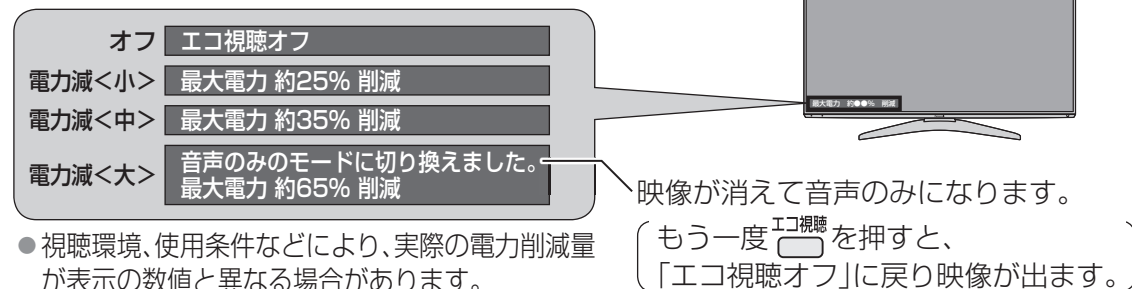 オフ エコ視聴オフ
電力減<小> 最大電力 約25% 削減
電力減<中> 最大電力 約35% 削減
電力減<大> 音声のみのモードに切り換えました。
最大電力 約65% 削減
最大電力 約●●% 削減
映像が消えて音声のみになります。
もう一度 エコ視聴 を押すと、
「エコ視聴オフ」に戻り映像が出ます。
●視聴環境、使用条件などにより、実際の電力削減量
が表示の数値と異なる場合があります。